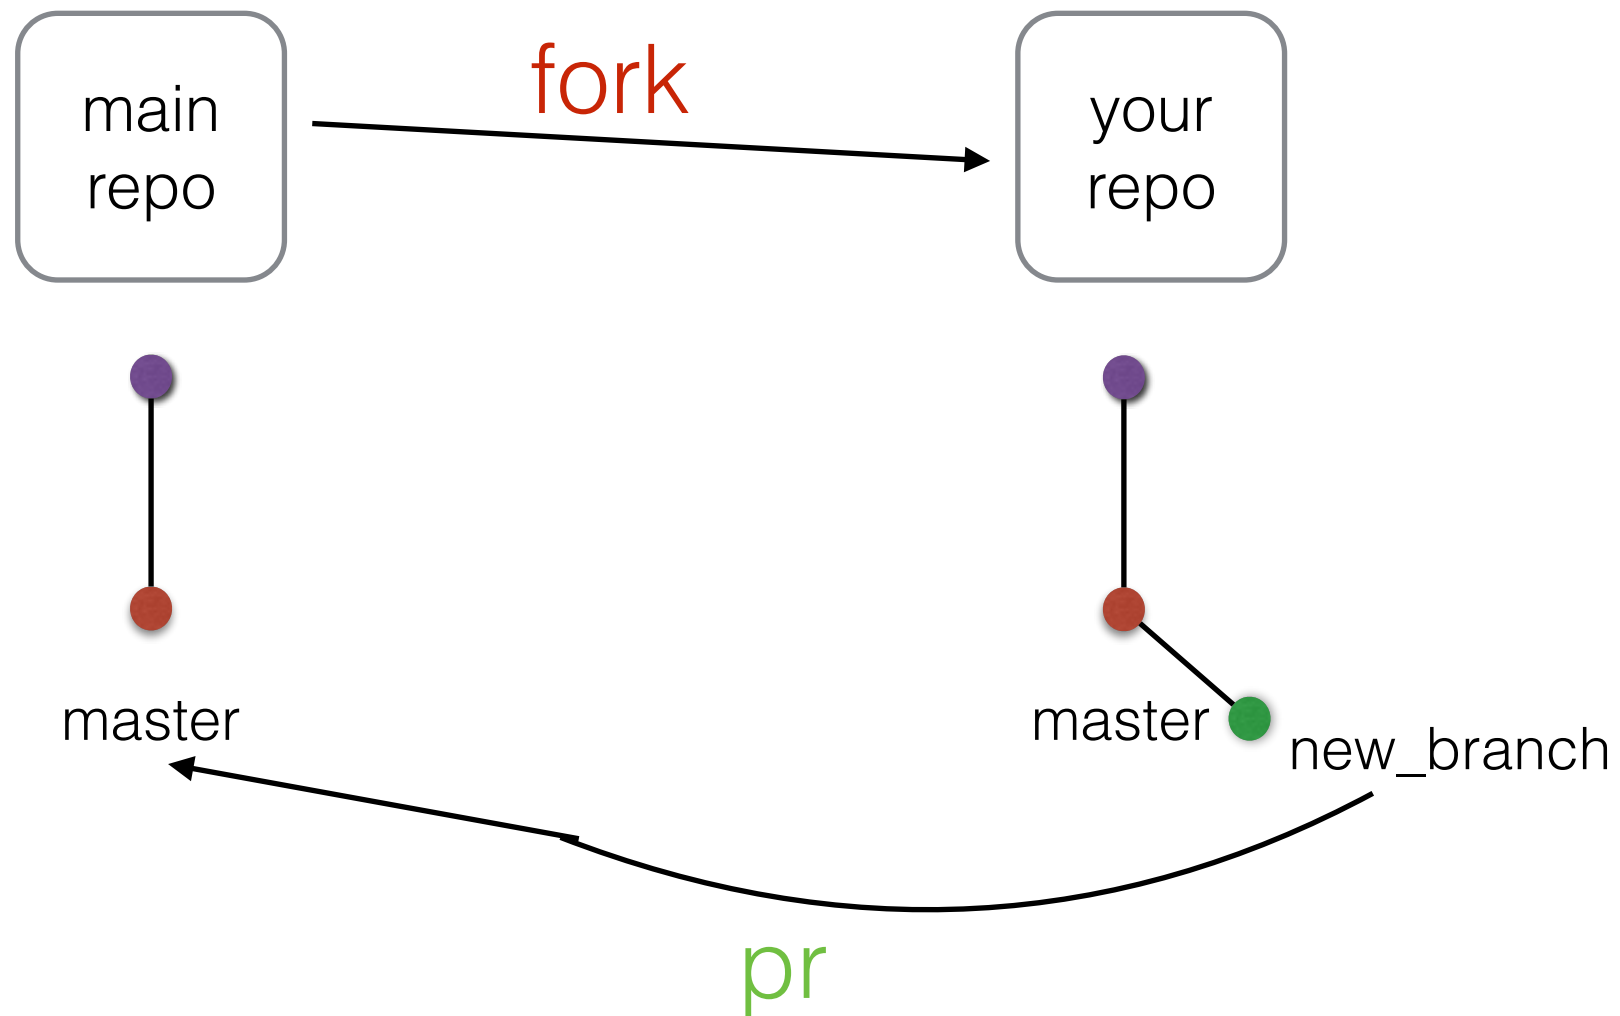 main
repo
fork
your
repo
master
master
new_branch
pr